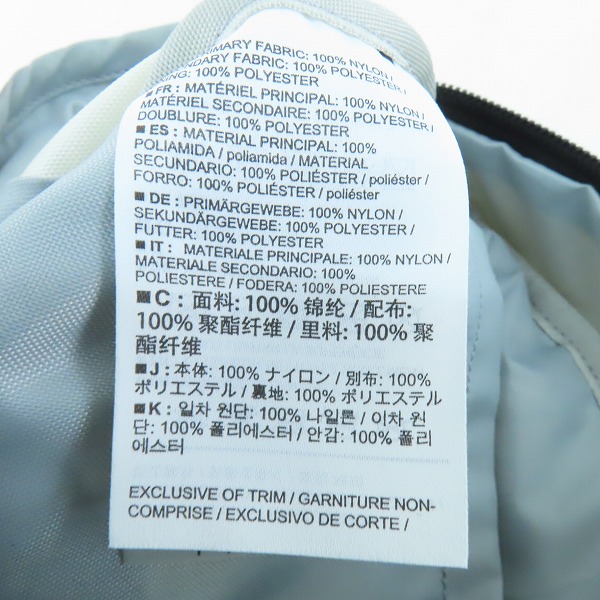 PRIMARY FABRIC: 100% NYLON /
FABRIC: 100% POLYESTER /
100% POLYESTER
■ FR : MATÉRIEL PRINCIPAL: 100% NYLON /
MATÉRIEL SECONDAIRE: 100% POLYESTER /
DOUBLURE: 100% POLYESTER
■ ES : MATERIAL PRINCIPAL: 100%
POLIAMIDA / poliamida / MATERIAL
SECUNDARIO: 100% POLIÉSTER / poliéster /
FORRO: 100% POLIÉSTER / poliéster
■ DE : PRIMÄRGEWEBE: 100% NYLON /
SEKUNDÄRGEWEBE: 100% POLYESTER /
FUTTER: 100% POLYESTER
■ IT : MATERIALE PRINCIPALE: 100% NYLON /
MATERIALE SECONDARIO: 100%
POLIESTERE / FODERA: 100% POLIESTERE
■ C : 面料: 100% 锦纶 / 配布:
100% 聚酯纤维 / 里料: 100% 聚
酯纤维
■ J : 本体: 100% ナイロン / 別布: 100%
ポリエステル / 裏地: 100% ポリエステル
■ K : 일차 원단: 100% 나일론 / 이차 원
단: 100% 폴리에스터 / 안감: 100% 폴리
에스터
EXCLUSIVE OF TRIM / GARNITURE NON-
COMPRISE / EXCLUSIVO DE CORTE /